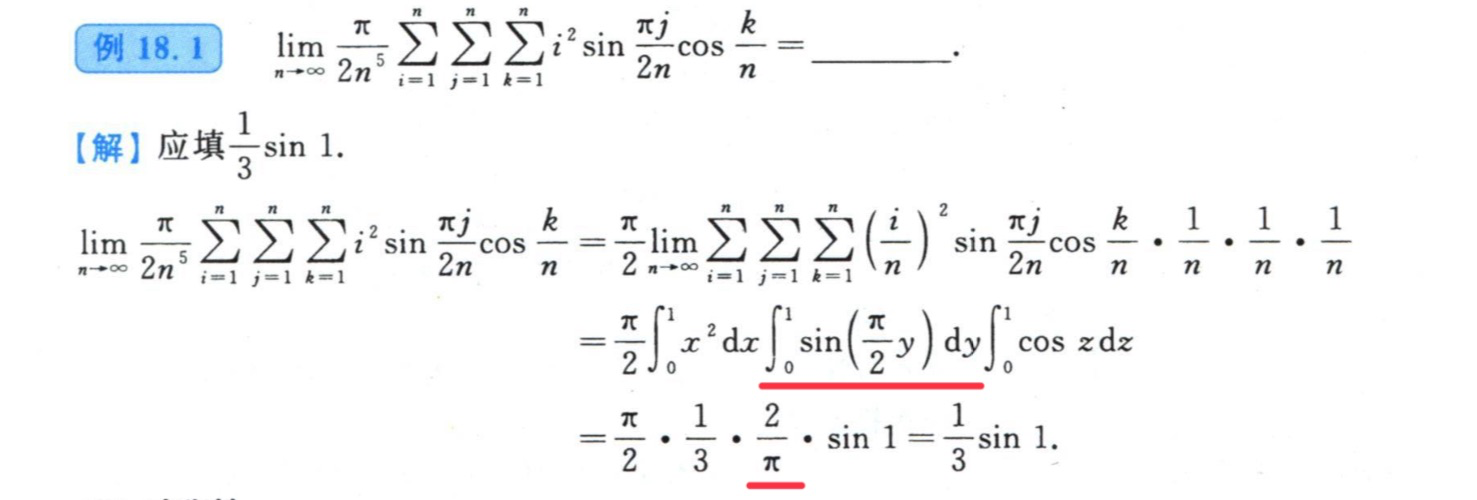 例 18.1 lim_{n→∞} π/(2n^5) ∑_{i=1}^{n} ∑_{j=1}^{n} ∑_{k=1}^{n} i^2 sin (πj)/(2n) cos k/n = ______.
【解】应填 1/3 sin 1.
lim_{n→∞} π/(2n^5) ∑_{i=1}^{n} ∑_{j=1}^{n} ∑_{k=1}^{n} i^2 sin (πj)/(2n) cos k/n = π/2 lim_{n→∞} ∑_{i=1}^{n} ∑_{j=1}^{n} ∑_{k=1}^{n} (i/n)^2 sin (πj)/(2n) cos k/n · 1/n · 1/n · 1/n
= π/2 ∫_0^1 x^2 dx ∫_0^1 sin(π/2 y) dy ∫_0^1 cos z dz
= π/2 · 1/3 · 2/π · sin 1 = 1/3 sin 1.